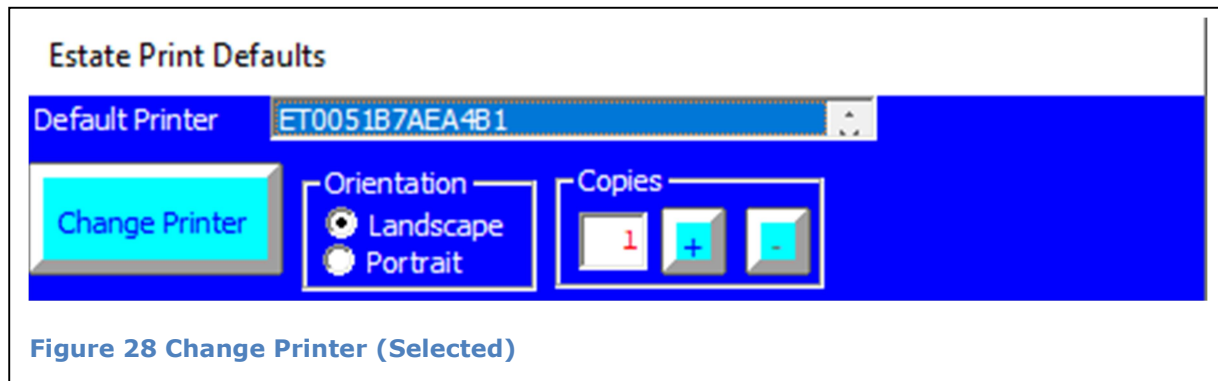 Estate Print Defaults
Default Printer ET0051B7AEA4B1
Change Printer
Orientation
Landscape
Portrait
Copies
1 + -
Figure 28 Change Printer (Selected)